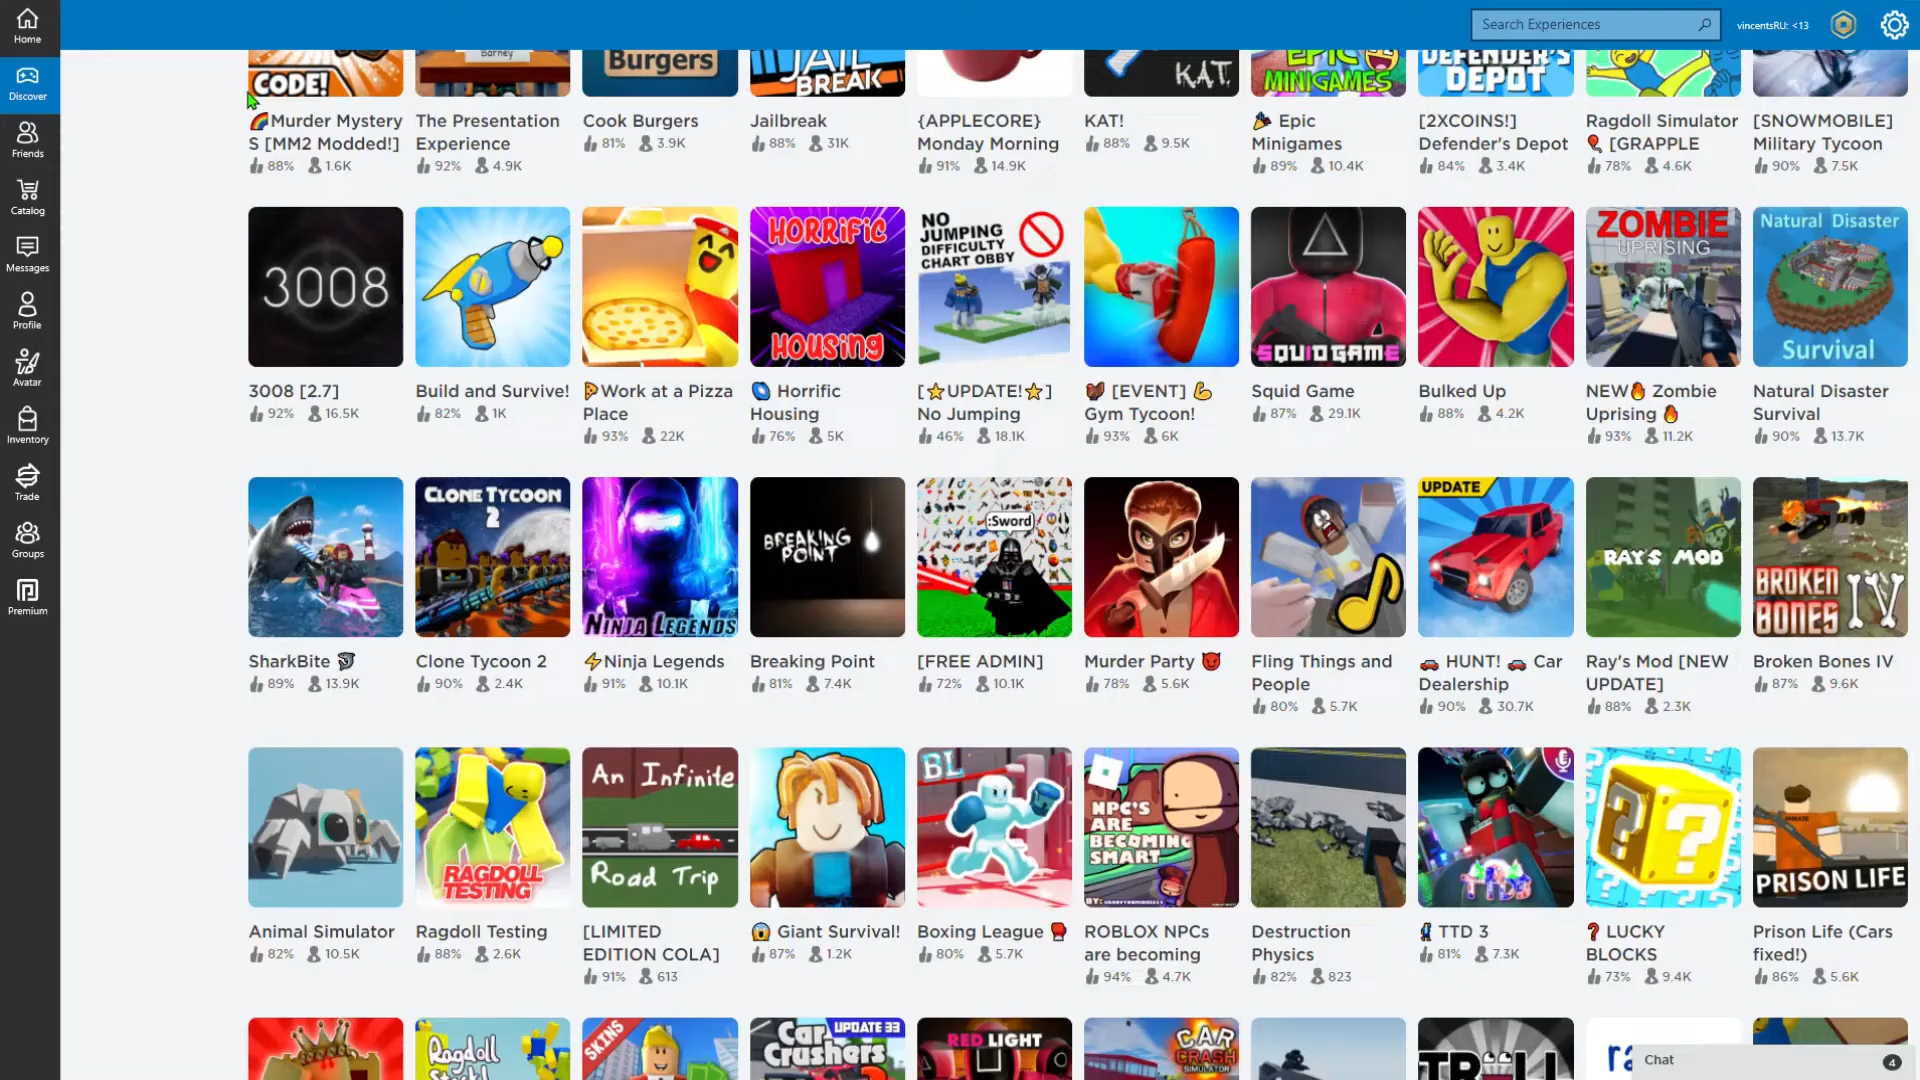 Home
Search Experiences
vincentsRU: <13
Discover
Friends
Catalog
Messages
Profile
Avatar
Inventory
Trade
Groups
Premium
CODE!
Barney
Burgers
JAIL
BREAK
KAT.
EPIC
MINIGAMES
DEFENDER'S
DEPOT
🌈Murder Mystery
S [MM2 Modded!]
88% 1.6K
The Presentation
Experience
92% 4.9K
Cook Burgers
81% 3.9K
Jailbreak
88% 31K
{APPLECORE}
Monday Morning
91% 14.9K
KAT!
88% 9.5K
🎉 Epic
Minigames
89% 10.4K
[2XCOINS!]
Defender's Depot
84% 3.4K
Ragdoll Simulator
🎈 [GRAPPLE
78% 4.6K
[SNOWMOBILE]
Military Tycoon
90% 7.5K
3008
HORRIFIC
HOUSING
NO
JUMPING
DIFFICULTY
CHART OBBY
SQUID GAME
ZOMBIE
UPRISING
Natural Disaster
Survival
3008 [2.7]
92% 16.5K
Build and Survive!
82% 1K
🍕Work at a Pizza
Place
93% 22K
Horrific
Housing
76% 5K
[⭐UPDATE!⭐]
No Jumping
46% 18.1K
🦃 [EVENT] 💪
Gym Tycoon!
93% 6K
Squid Game
87% 29.1K
Bulked Up
88% 4.2K
NEW🔥 Zombie
Uprising 🔥
93% 11.2K
Natural Disaster
Survival
90% 13.7K
CLONE TYCOON
2
NINJA LEGENDS
BREAKING
POINT
:Sword
UPDATE
RAY'S MOD
BROKEN
BONES IV
SharkBite 🦈
89% 13.9K
Clone Tycoon 2
90% 2.4K
⚡Ninja Legends
91% 10.1K
Breaking Point
81% 7.4K
[FREE ADMIN]
72% 10.1K
Murder Party 😈
78% 5.6K
Fling Things and
People
80% 5.7K
🚗 HUNT! 🚗 Car
Dealership
90% 30.7K
Ray's Mod [NEW
UPDATE]
88% 2.3K
Broken Bones IV
87% 9.6K
RAGDOLL
TESTING
An Infinite
Road Trip
BL
NPC'S
ARE
BECOMING
SMART
TTD3
PRISON LIFE
Animal Simulator
82% 10.5K
Ragdoll Testing
88% 2.6K
[LIMITED
EDITION COLA]
91% 613
😱 Giant Survival!
87% 1.2K
Boxing League 🥊
80% 5.7K
ROBLOX NPCs
are becoming
94% 4.7K
Destruction
Physics
82% 823
TTD 3
81% 7.3K
❓ LUCKY
BLOCKS
73% 9.4K
Prison Life (Cars
fixed!)
86% 5.6K
Ragdoll
SKINS
UPDATE 33
Car
Crushers
RED LIGHT
CAR
CRASH
SIMULATOR
TROLL
Chat
4